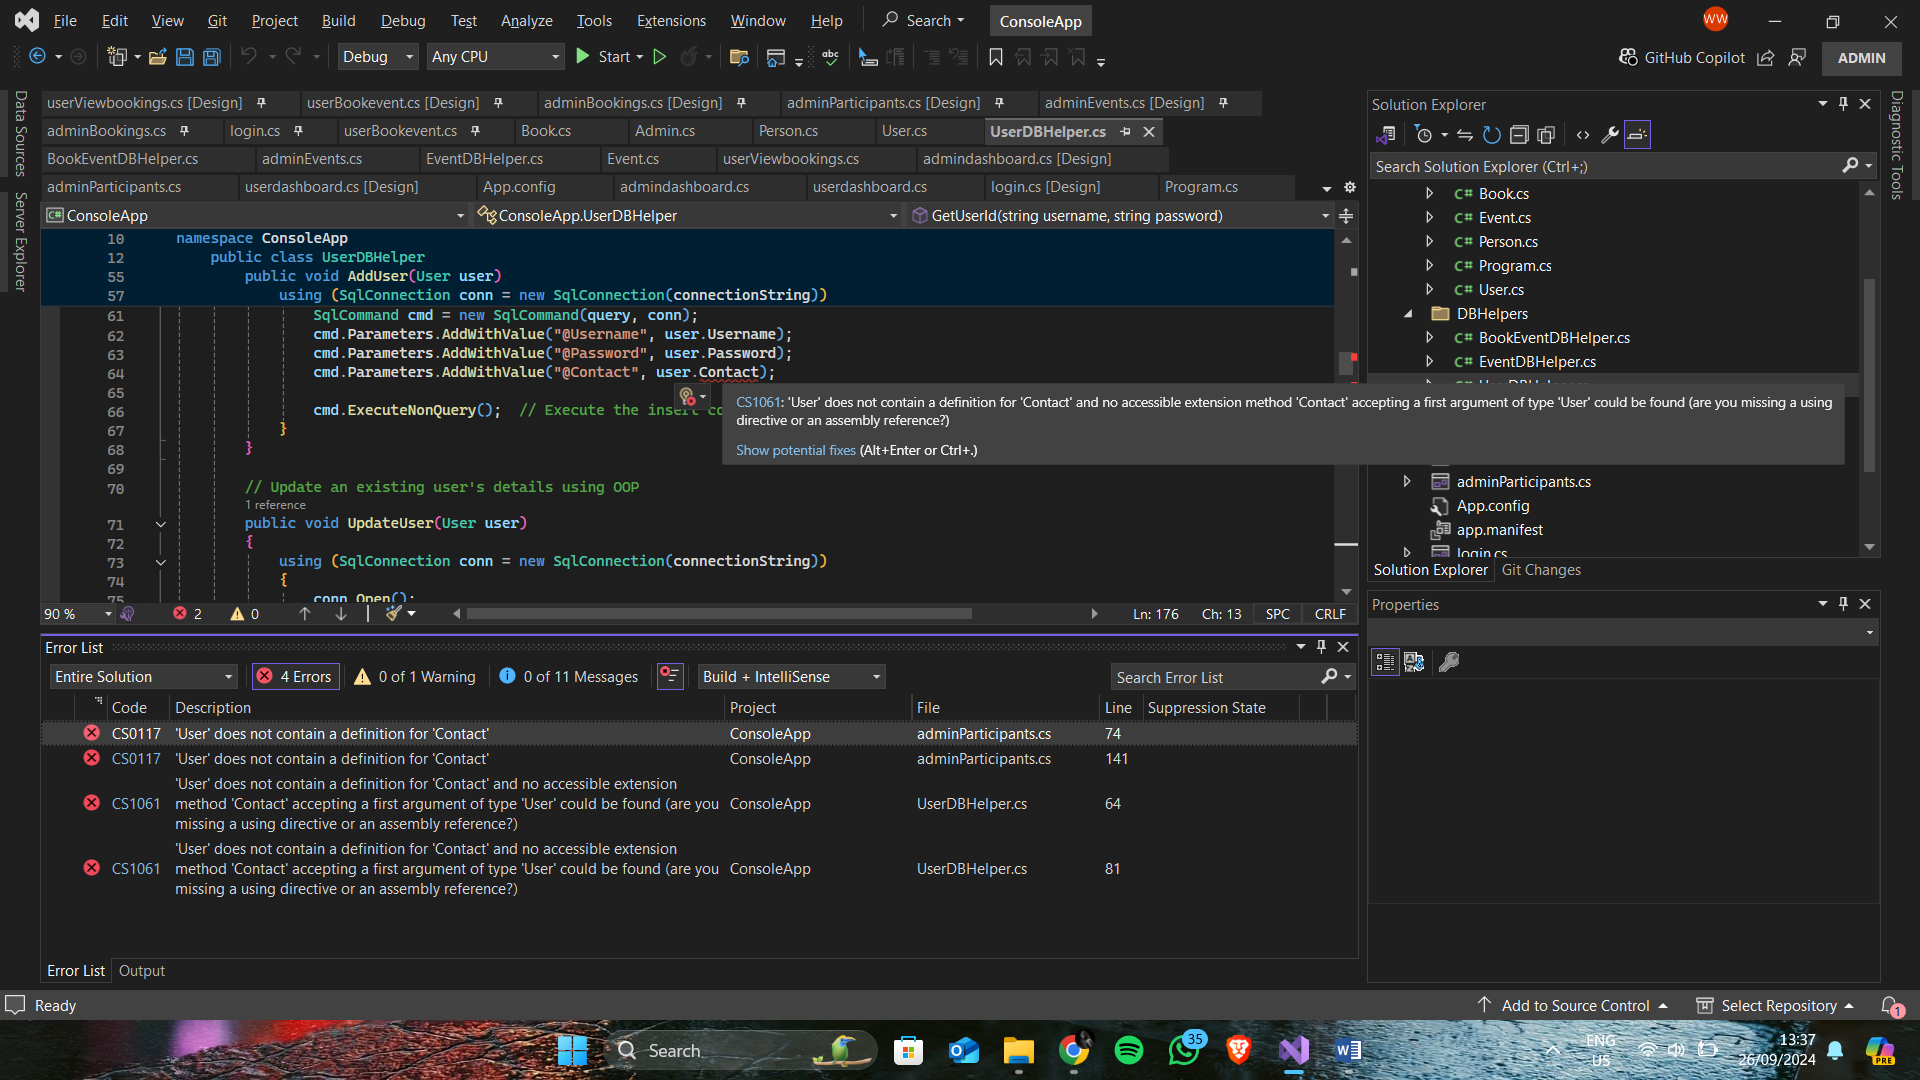 File Edit View Git Project Build Debug Test Analyze Tools Extensions Window Help Search ConsoleApp WW
Debug Any CPU Start GitHub Copilot ADMIN
userViewbookings.cs [Design] userBookevent.cs [Design] adminBookings.cs [Design] adminParticipants.cs [Design] adminEvents.cs [Design]
adminBookings.cs login.cs userBookevent.cs Book.cs Admin.cs Person.cs User.cs UserDBHelper.cs
BookEventDBHelper.cs adminEvents.cs EventDBHelper.cs Event.cs userViewbookings.cs admindashboard.cs [Design]
adminParticipants.cs userdashboard.cs [Design] App.config admindashboard.cs userdashboard.cs login.cs [Design] Program.cs
Data Sources
Server Explorer
ConsoleApp ConsoleApp.UserDBHelper GetUserId(string username, string password)
10 namespace ConsoleApp
12 public class UserDBHelper
55 public void AddUser(User user)
57 using (SqlConnection conn = new SqlConnection(connectionString))
61 SqlCommand cmd = new SqlCommand(query, conn);
62 cmd.Parameters.AddWithValue("@Username", user.Username);
63 cmd.Parameters.AddWithValue("@Password", user.Password);
64 cmd.Parameters.AddWithValue("@Contact", user.Contact);
65
66 cmd.ExecuteNonQuery(); // Execute the insert
67 }
68 }
69
70 // Update an existing user's details using OOP
1 reference
71 public void UpdateUser(User user)
72 {
73 using (SqlConnection conn = new SqlConnection(connectionString))
74 {
75 conn.Open();
CS1061: 'User' does not contain a definition for 'Contact' and no accessible extension method 'Contact' accepting a first argument of type 'User' could be found (are you missing a using
directive or an assembly reference?)
Show potential fixes (Alt+Enter or Ctrl+.)
90 % 2 0 Ln: 176 Ch: 13 SPC CRLF
Error List
Entire Solution 4 Errors 0 of 1 Warning 0 of 11 Messages Build + IntelliSense Search Error List
Code Description Project File Line Suppression State
CS0117 'User' does not contain a definition for 'Contact' ConsoleApp adminParticipants.cs 74
CS0117 'User' does not contain a definition for 'Contact' ConsoleApp adminParticipants.cs 141
'User' does not contain a definition for 'Contact' and no accessible extension
CS1061 method 'Contact' accepting a first argument of type 'User' could be found (are you ConsoleApp UserDBHelper.cs 64
missing a using directive or an assembly reference?)
'User' does not contain a definition for 'Contact' and no accessible extension
CS1061 method 'Contact' accepting a first argument of type 'User' could be found (are you ConsoleApp UserDBHelper.cs 81
missing a using directive or an assembly reference?)
Error List Output
Solution Explorer
Search Solution Explorer (Ctrl+;)
C# Book.cs
C# Event.cs
C# Person.cs
C# Program.cs
C# User.cs
DBHelpers
C# BookEventDBHelper.cs
C# EventDBHelper.cs
adminParticipants.cs
App.config
app.manifest
login.cs
Solution Explorer Git Changes
Properties
Diagnostic Tools
Ready Add to Source Control Select Repository 1
Search 35 ENG US 13:37 26/09/2024 PRE